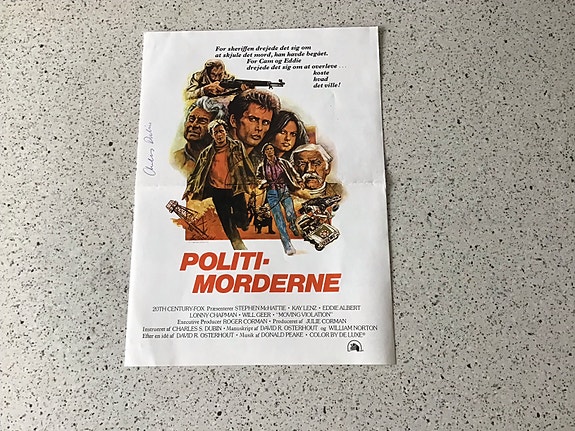 For sheriffen drejede det sig om
at skjule det mord, han havde begået.
For Cam og Eddie
drejede det sig om at overleve . . .
koste
hvad
det ville!
POLITI-
MORDERNE
20TH CENTURY-FOX Præsenterer STEPHEN McHATTIE • KAY LENZ • EDDIE ALBERT
LONNY CHAPMAN • WILL GEER • "MOVING VIOLATION"
Executive Producer ROGER CORMAN • Produceret af JULIE CORMAN
Instrueret af CHARLES S. DUBIN • Manuskript af DAVID R. OSTERHOUT og WILLIAM NORTON
Efter en idé af DAVID R. OSTERHOUT • Musik af DONALD PEAKE • COLOR BY DE LUXE®